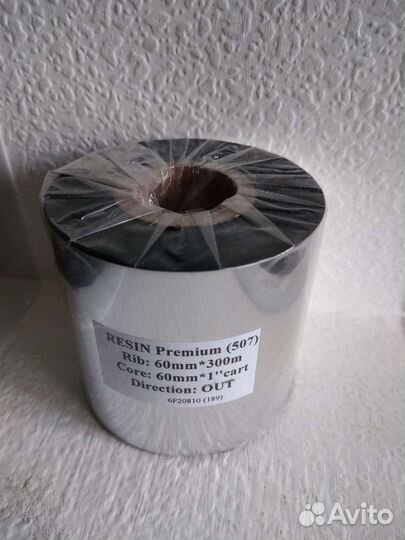 RESIN Premium (507)
Rib: 60mm*300m
Core: 60mm*1''cart
Direction: OUT
6F20810 (189)
Avito